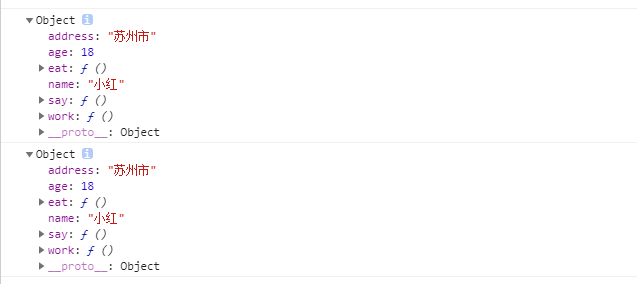 Object i
address: "苏州市"
age: 18
eat: ƒ ()
name: "小红"
say: ƒ ()
work: ƒ ()
__proto__: Object
Object i
address: "苏州市"
age: 18
eat: ƒ ()
name: "小红"
say: ƒ ()
work: ƒ ()
__proto__: Object